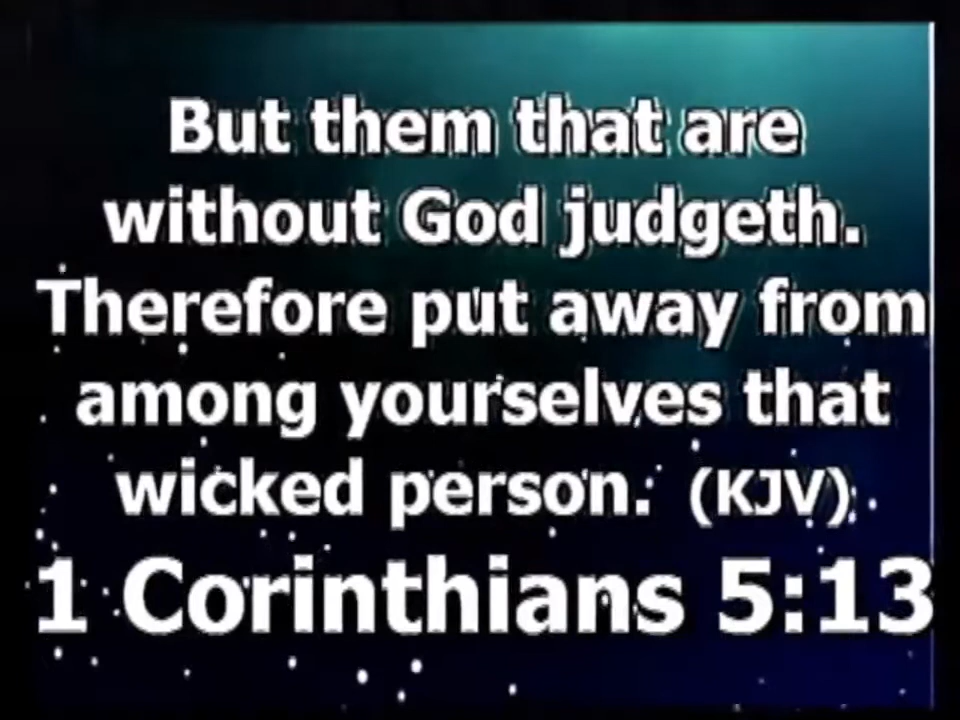 But them that are
without God judgeth.
Therefore put away from
among yourselves that
wicked person. (KJV)
1 Corinthians 5:13